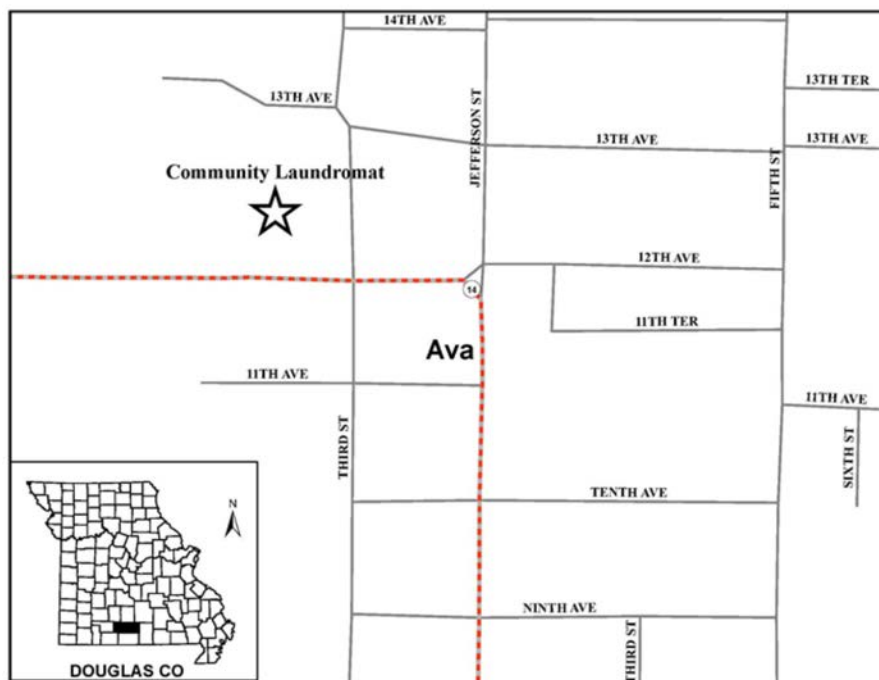 14TH AVE
13TH TER
13TH AVE
JEFFERSON ST
13TH AVE
13TH AVE
FIFTH ST
Community Laundromat
12TH AVE
14
11TH TER
Ava
11TH AVE
11TH AVE
THIRD ST
SIXTH ST
TENTH AVE
N
NINTH AVE
THIRD ST
DOUGLAS CO